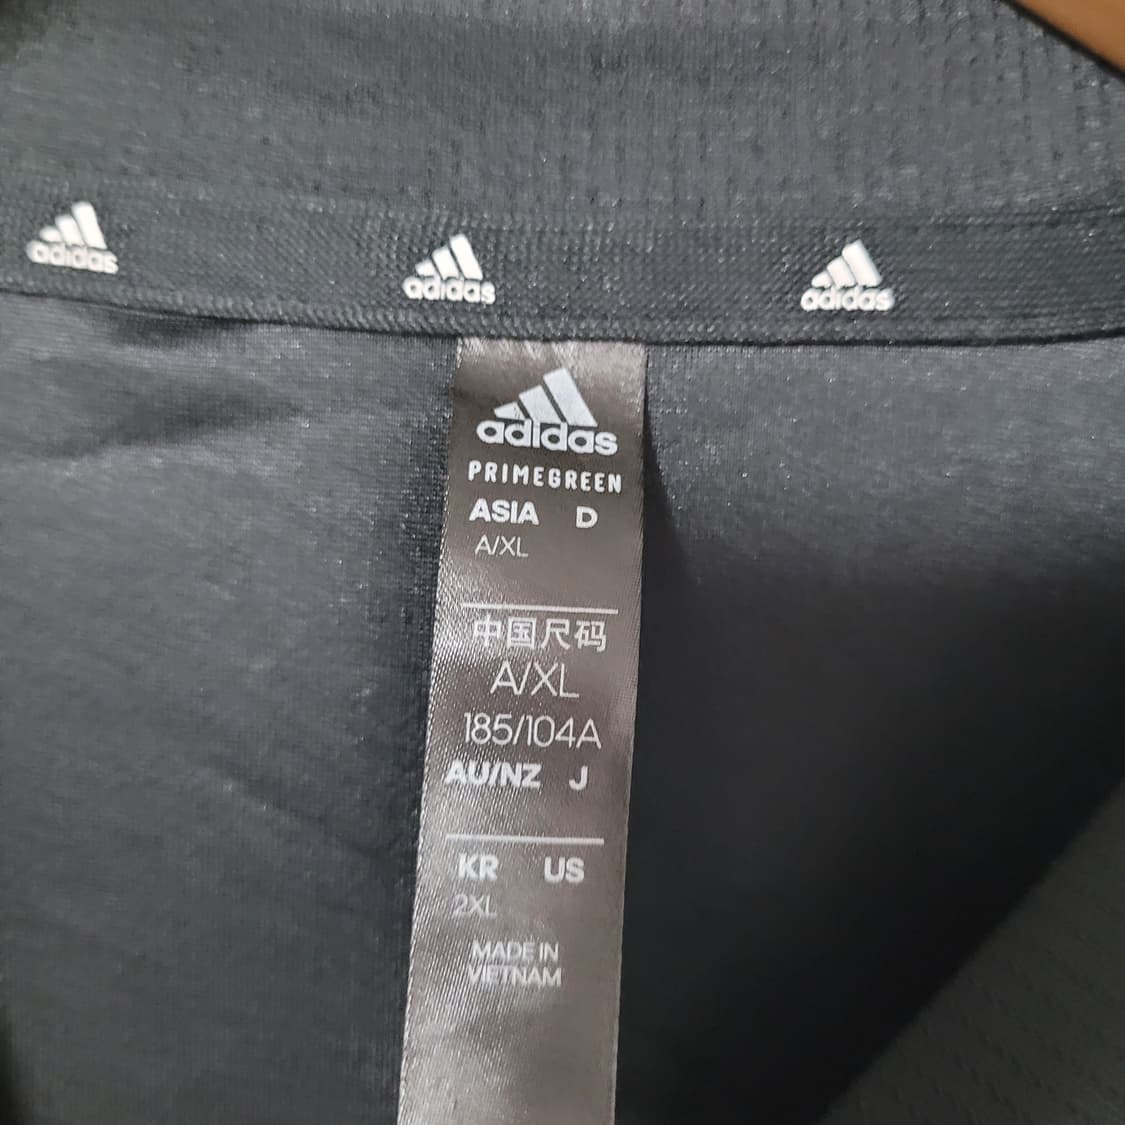 adidas
adidas
adidas
adidas
PRIMEGREEN
ASIA D
A/XL
中国尺码
A/XL
185/104A
AU/NZ J
KR US
2XL
MADE IN
VIETNAM